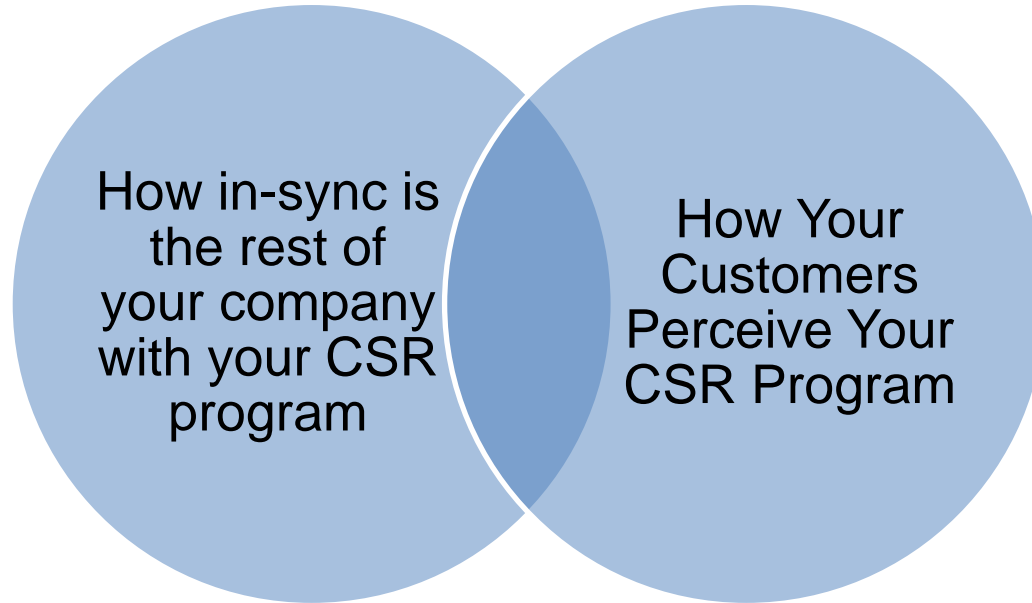 How in-sync is
the rest of
your company
with your CSR
program
How Your
Customers
Perceive Your
CSR Program